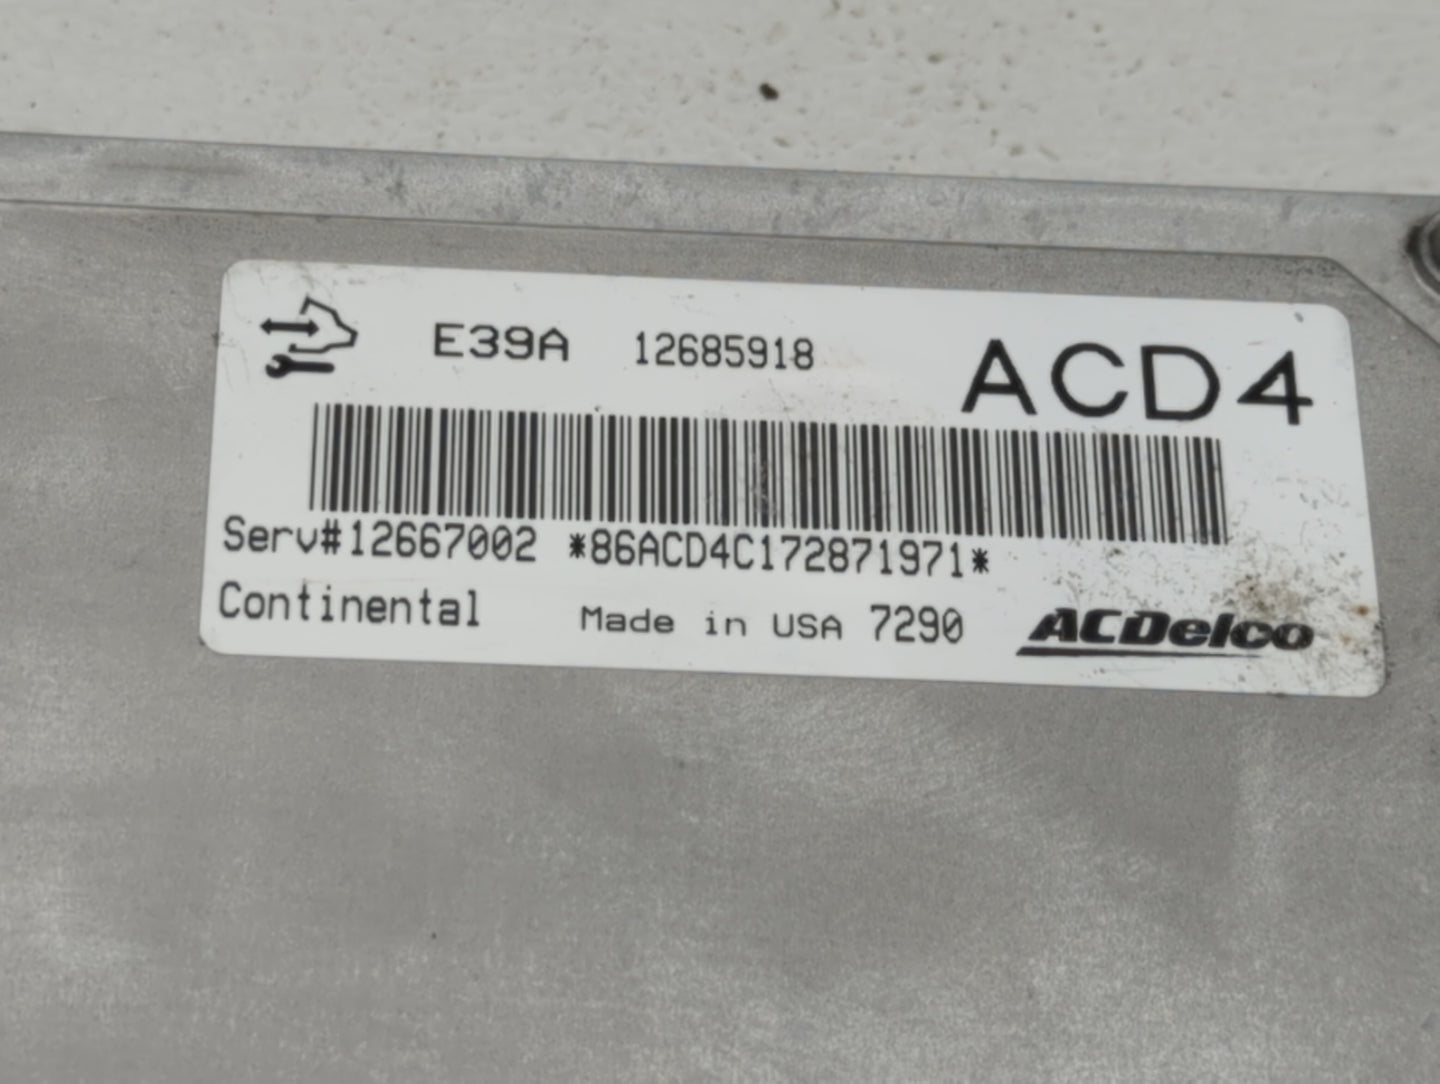 E39A 12685918 ACD4
Serv#12667002 *86ACD4C172871971*
Continental Made in USA 7290 ACDelco